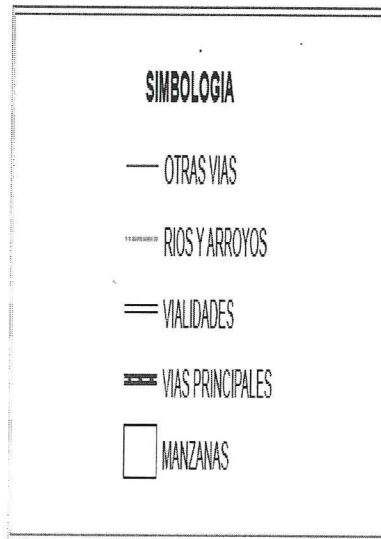 SIMBOLOGIA
OTRAS VIAS
RIOS Y ARROYOS
VIALIDADES
VIAS PRINCIPALES
MANZANAS